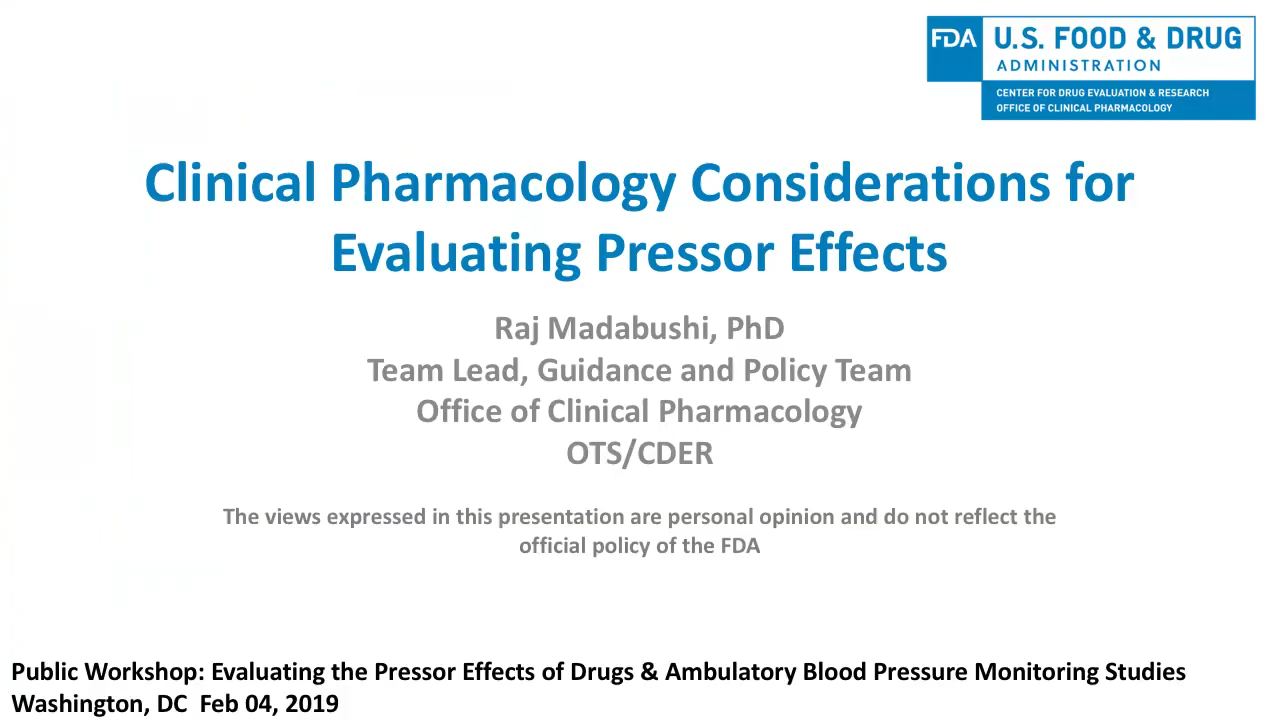 FDA U.S. FOOD & DRUG
ADMINISTRATION
CENTER FOR DRUG EVALUATION & RESEARCH
OFFICE OF CLINICAL PHARMACOLOGY
Clinical Pharmacology Considerations for
Evaluating Pressor Effects
Raj Madabushi, PhD
Team Lead, Guidance and Policy Team
Office of Clinical Pharmacology
OTS/CDER
The views expressed in this presentation are personal opinion and do not reflect the
official policy of the FDA
Public Workshop: Evaluating the Pressor Effects of Drugs & Ambulatory Blood Pressure Monitoring Studies
Washington, DC Feb 04, 2019